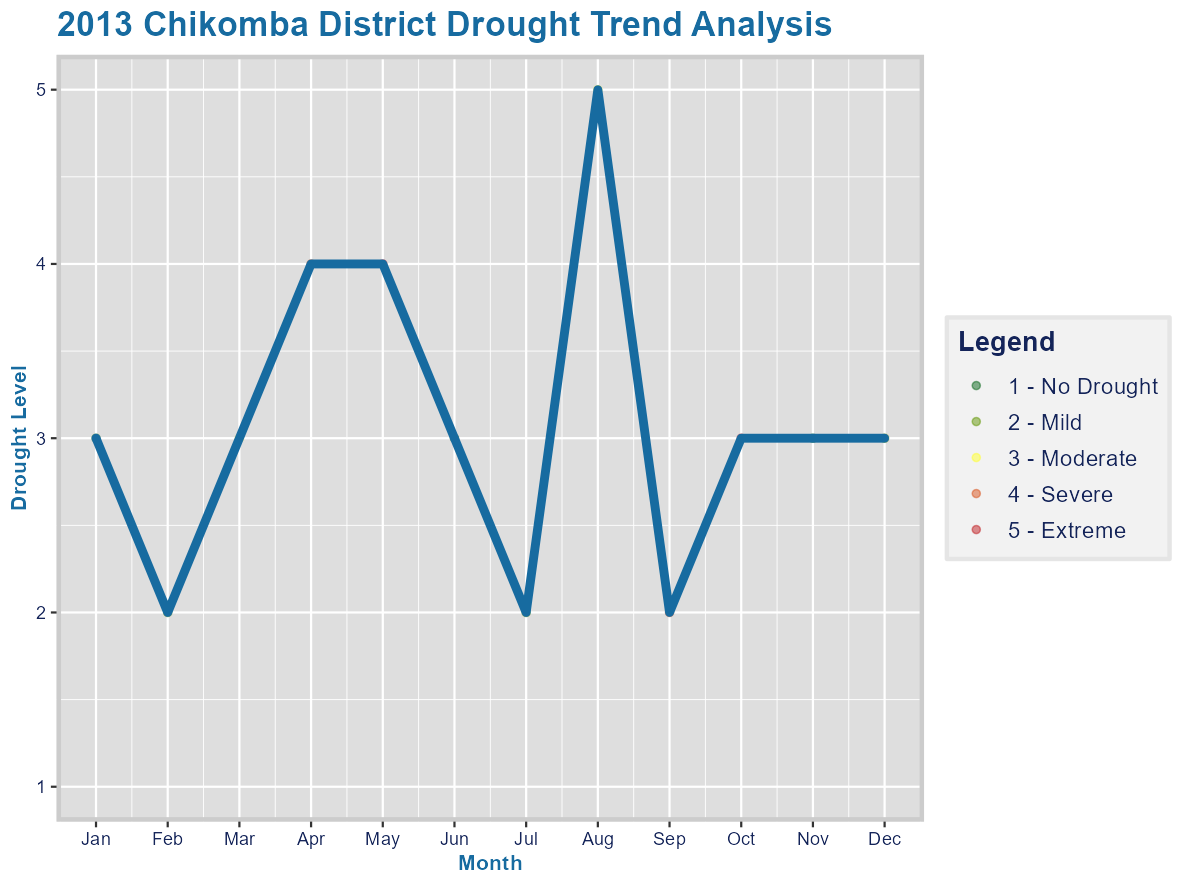 2013 Chikomba District Drought Trend Analysis
5
4
3
2
1
Drought Level
Jan Feb Mar Apr May Jun Jul Aug Sep Oct Nov Dec
Month
Legend
1 - No Drought
2 - Mild
3 - Moderate
4 - Severe
5 - Extreme